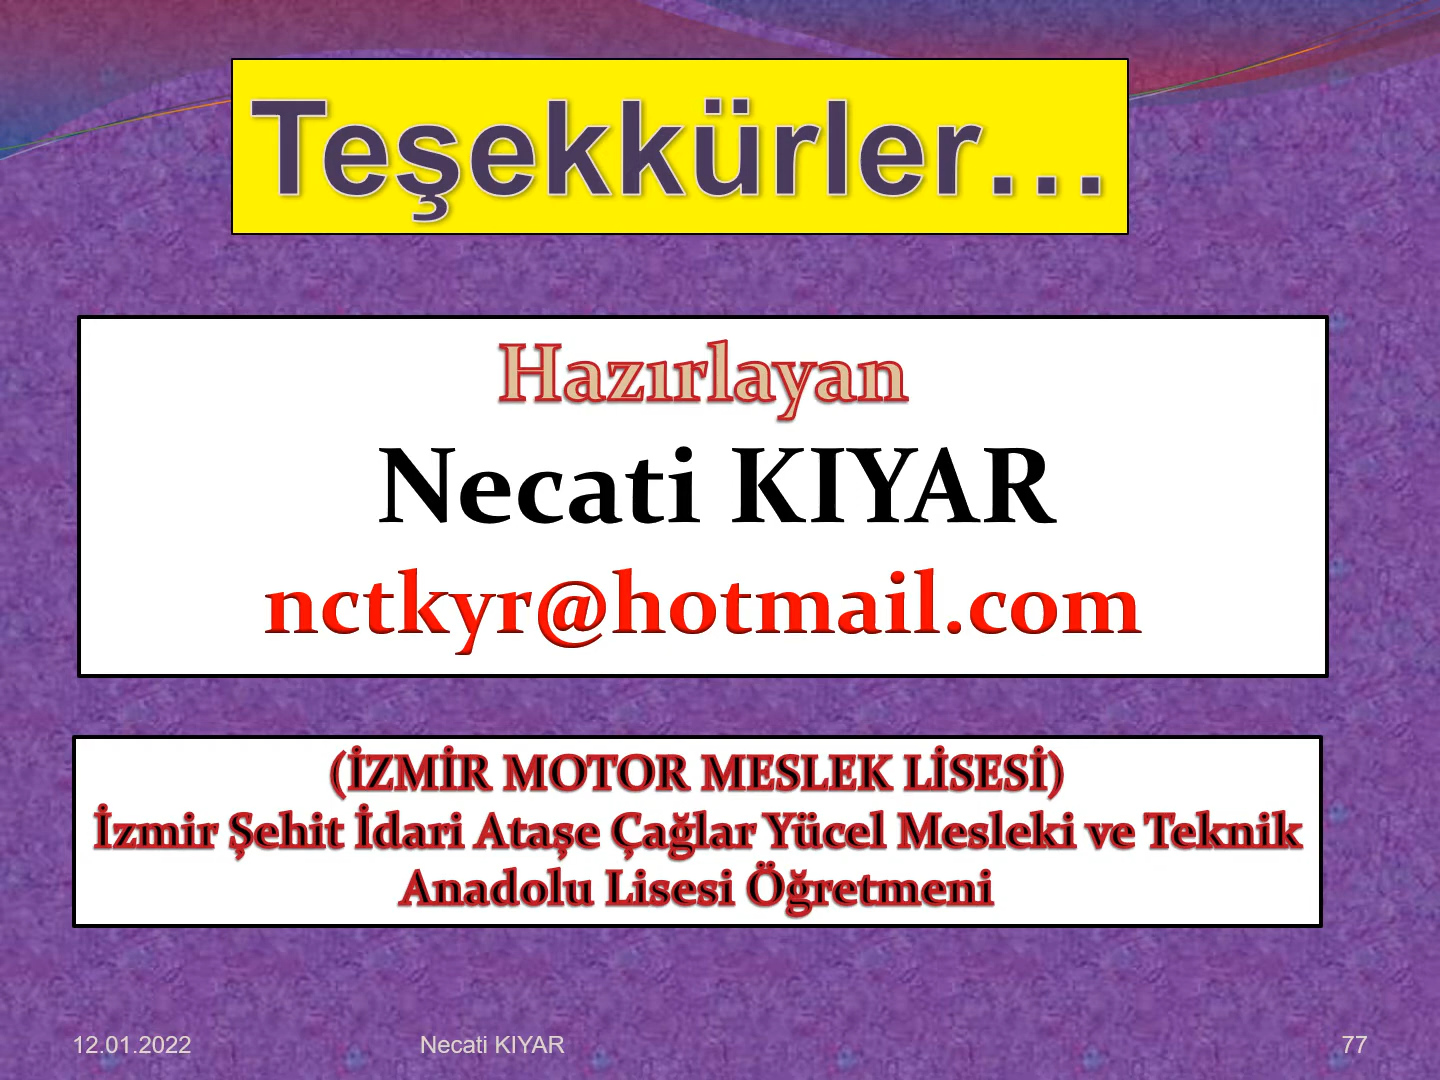 Teşekkürler…
Hazırlayan
Necati KIYAR
nctkyr@hotmail.com
(İZMİR MOTOR MESLEK LİSESİ)
İzmir Şehit İdari Ataşe Çağlar Yücel Mesleki ve Teknik
Anadolu Lisesi Öğretmeni
12.01.2022 Necati KIYAR 77